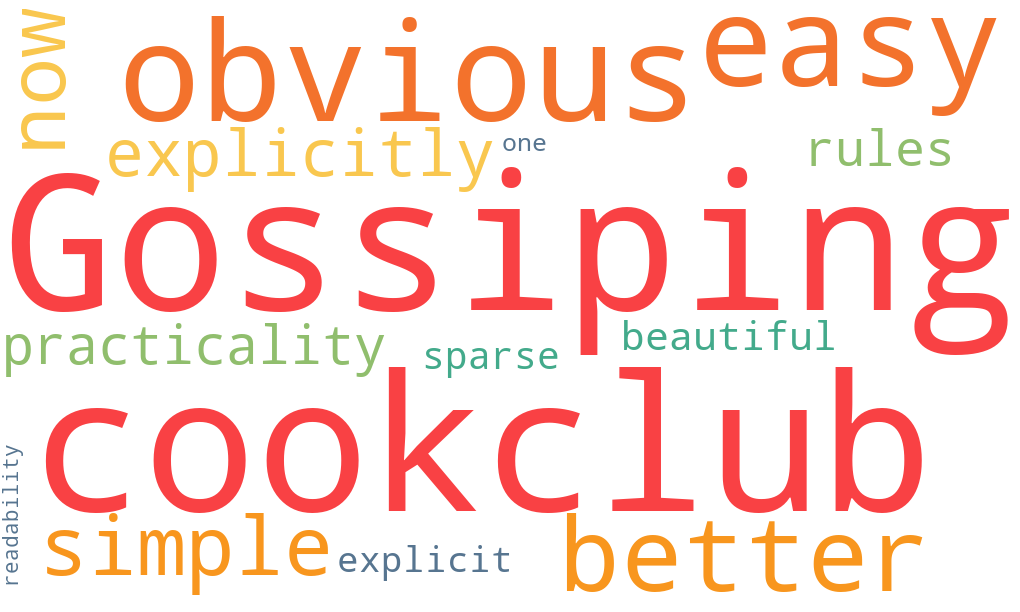 now
obvious
easy
explicitly
one
rules
Gossiping
practicality
sparse
beautiful
cookclub
readability
simple
explicit
better